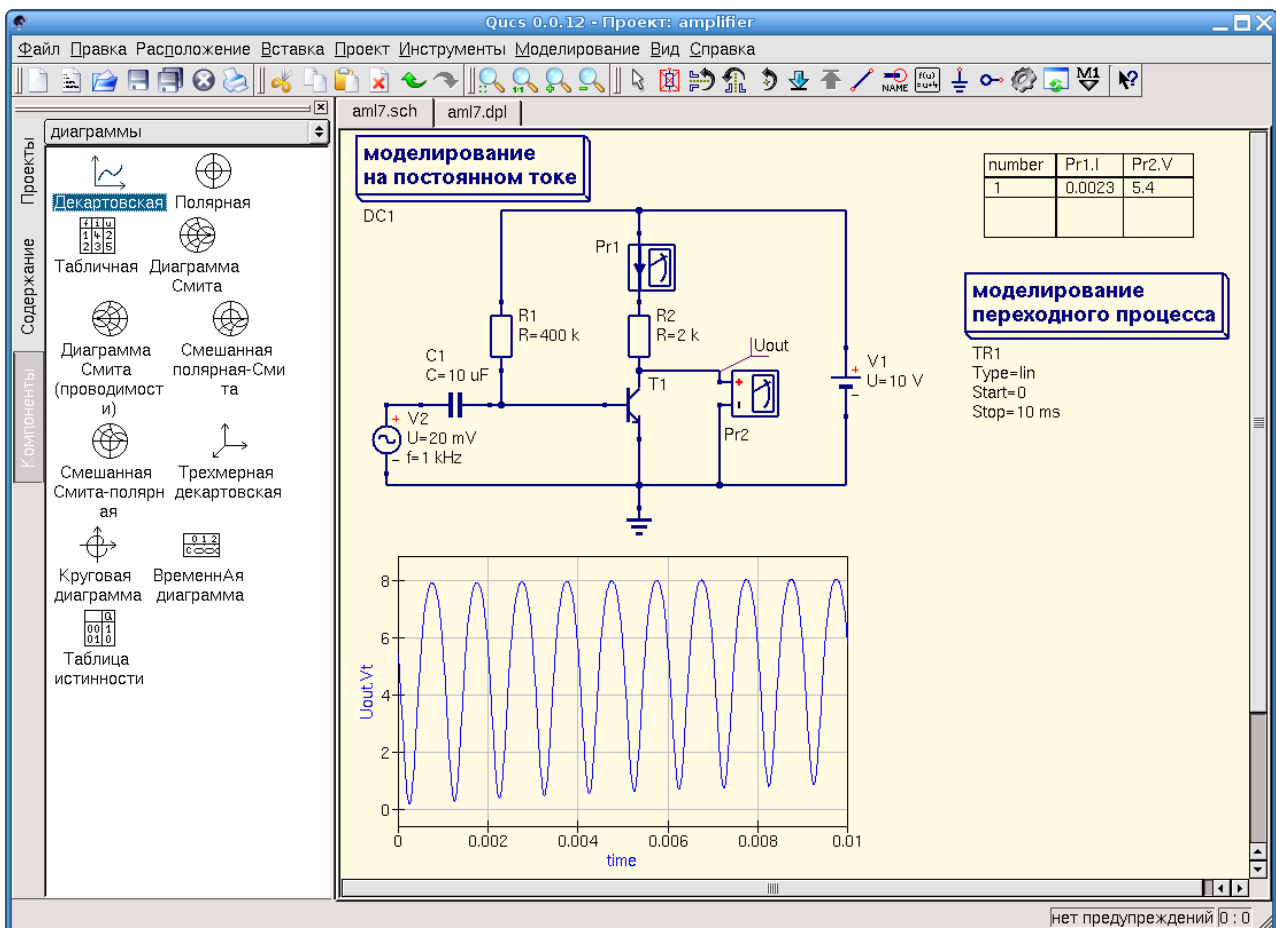 Qucs 0.0.12 - Проект: amplifier
Файл Правка Расположение Вставка Проект Инструменты Моделирование Вид Справка
NAME
f(u)
=u+4
M1
aml7.sch
aml7.dpl
Проекты
Содержание
Компоненты
диаграммы
Декартовская
Полярная
Табличная
Диаграмма
Смита
Диаграмма
Смита
(проводимост
и)
Смешанная
полярная-Сми
та
Смешанная
Смита-полярн
ая
Трехмерная
декартовская
Круговая
диаграмма
ВременнАя
диаграмма
Таблица
истинности
моделирование
на постоянном токе
DC1
Pr1
R1
R=400 k
R2
R=2 k
C1
C=10 uF
Uout
T1
V1
U=10 V
V2
U=20 mV
f=1 kHz
Pr2
number Pr1.I Pr2.V
1 0.0023 5.4
моделирование
переходного процесса
TR1
Type=lin
Start=0
Stop=10 ms
8
6
4
2
0
Uout.Vt
0 0.002 0.004 0.006 0.008 0.01
time
нет предупреждений 0 : 0